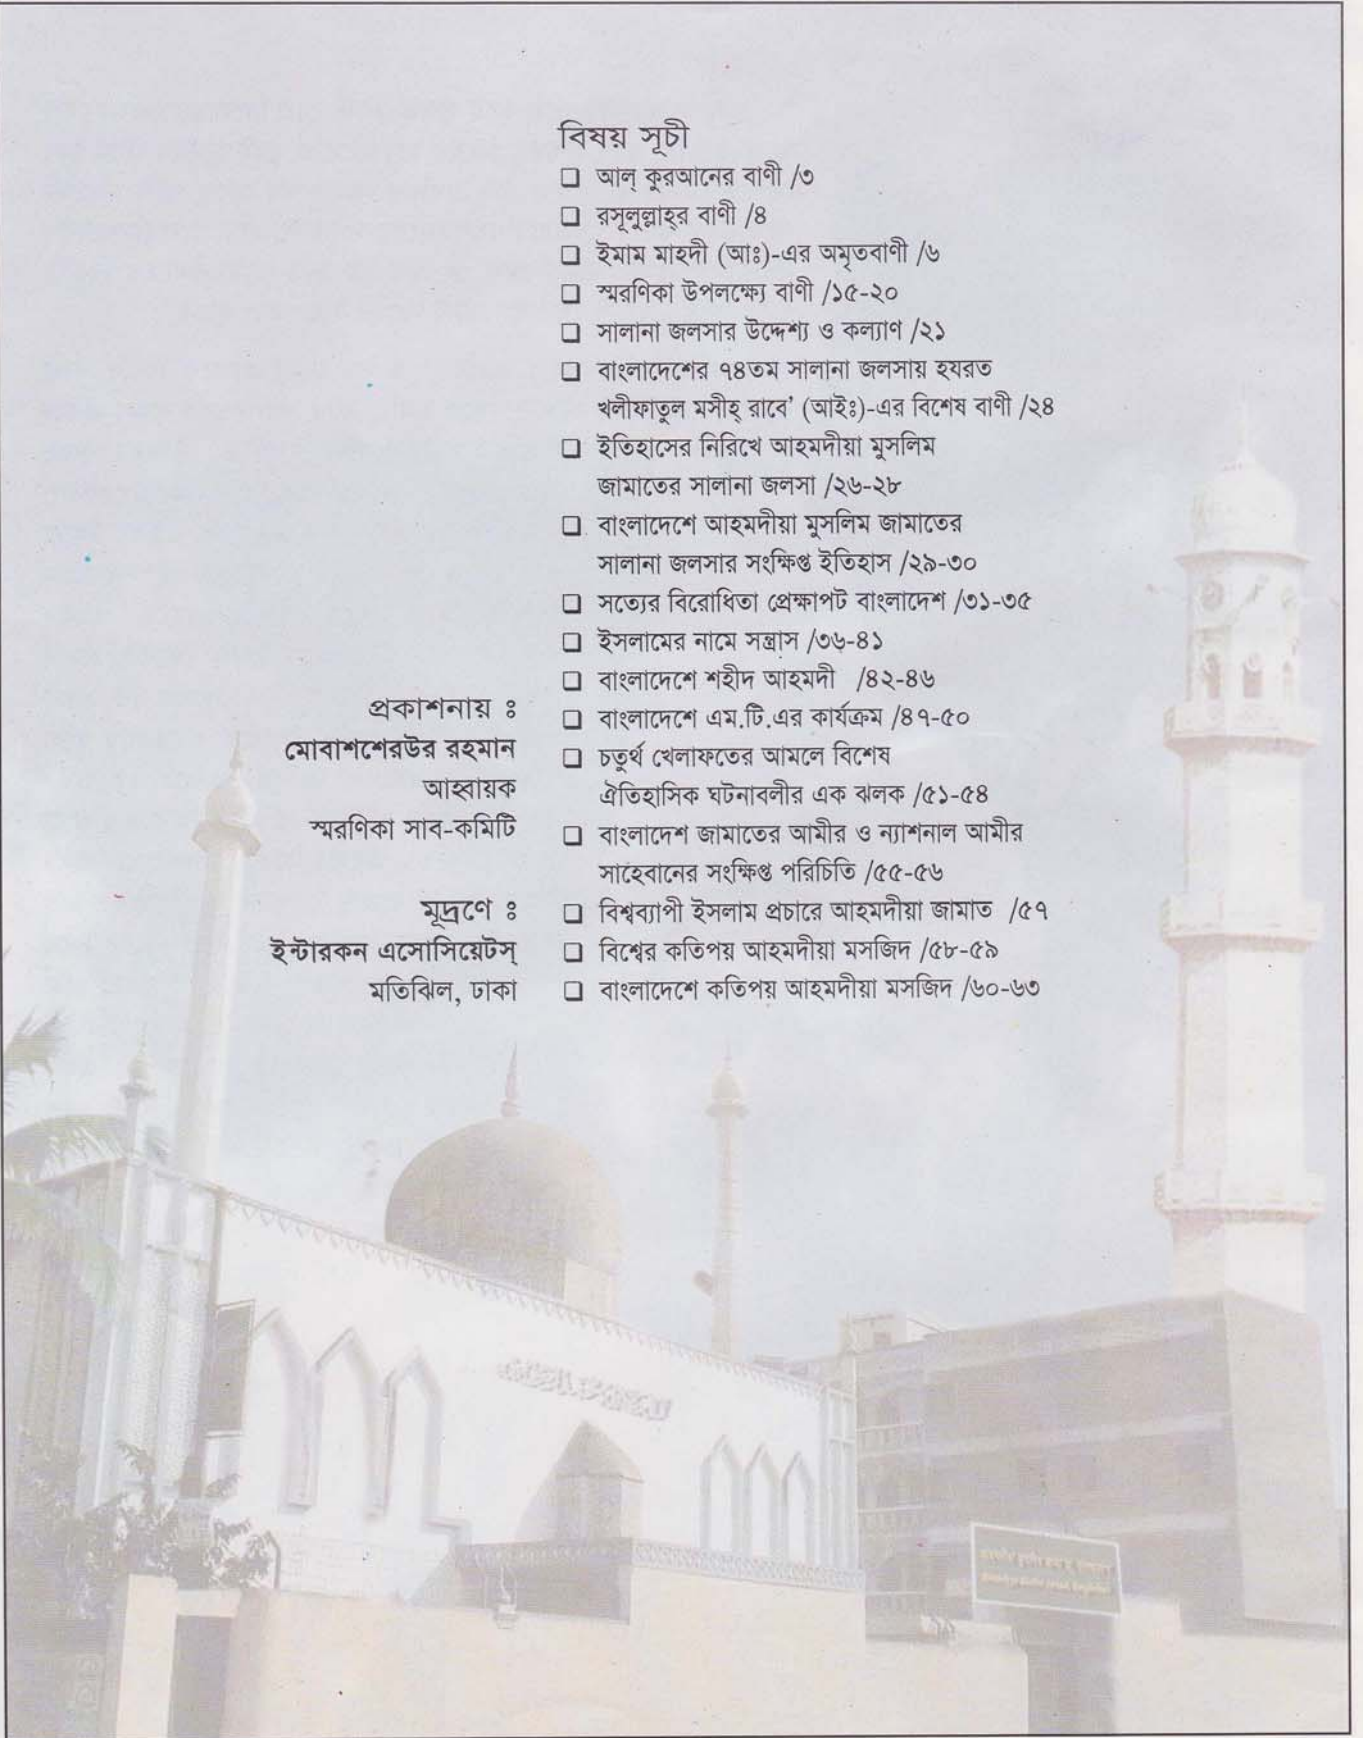 বিষয় সূচী
❏ আল্ কুরআনের বাণী /৩
❏ রসূলুল্লাহ্‌র বাণী /৪
❏ ইমাম মাহদী (আঃ)-এর অমৃতবাণী /৬
❏ স্মরণিকা উপলক্ষ্যে বাণী /১৫-২০
❏ সালানা জলসার উদ্দেশ্য ও কল্যাণ /২১
❏ বাংলাদেশের ৭৪তম সালানা জলসায় হযরত
খলীফাতুল মসীহ্ রাবে' (আইঃ)-এর বিশেষ বাণী /২৪
❏ ইতিহাসের নিরিখে আহমদীয়া মুসলিম
জামাতের সালানা জলসা /২৬-২৮
❏ বাংলাদেশে আহমদীয়া মুসলিম জামাতের
সালানা জলসার সংক্ষিপ্ত ইতিহাস /২৯-৩০
❏ সত্যের বিরোধিতা প্রেক্ষাপট বাংলাদেশ /৩১-৩৫
❏ ইসলামের নামে সন্ত্রাস /৩৬-৪১
❏ বাংলাদেশে শহীদ আহমদী /৪২-৪৬
❏ বাংলাদেশে এম.টি.এর কার্যক্রম /৪৭-৫০
❏ চতুর্থ খেলাফতের আমলে বিশেষ
ঐতিহাসিক ঘটনাবলীর এক ঝলক /৫১-৫৪
❏ বাংলাদেশ জামাতের আমীর ও ন্যাশনাল আমীর
সাহেবানের সংক্ষিপ্ত পরিচিতি /৫৫-৫৬
❏ বিশ্বব্যাপী ইসলাম প্রচারে আহমদীয়া জামাত /৫৭
❏ বিশ্বের কতিপয় আহমদীয়া মসজিদ /৫৮-৫৯
❏ বাংলাদেশে কতিপয় আহমদীয়া মসজিদ /৬০-৬৩
প্রকাশনায় ঃ
মোবাশশেরউর রহমান
আহ্বায়ক
স্মরণিকা সাব-কমিটি
মূদ্রণে ঃ
ইন্টারকন এসোসিয়েটস্
মতিঝিল, ঢাকা